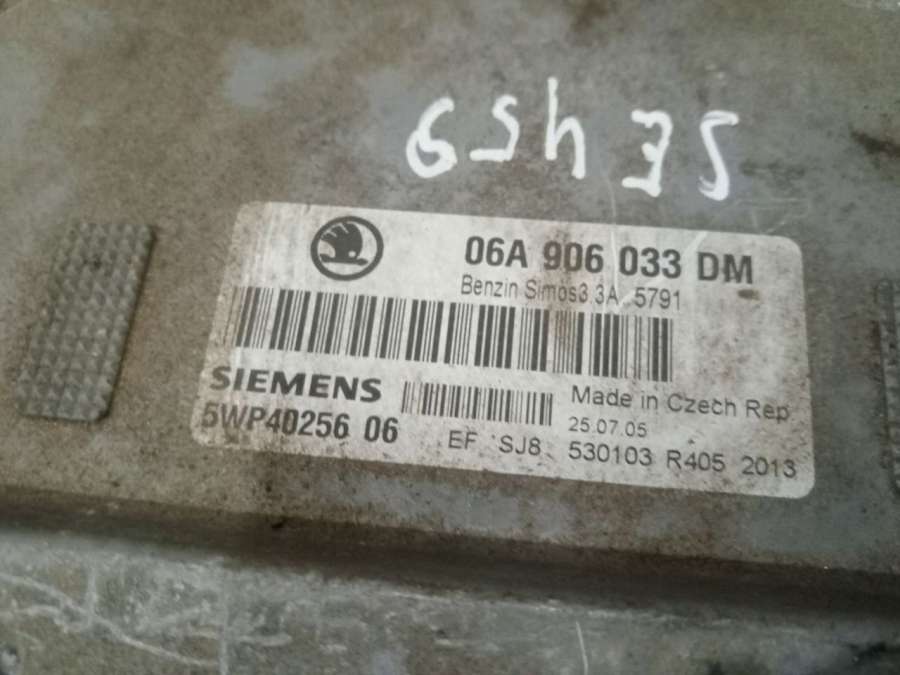 SE459
06A 906 033 DM
Benzin Simos3.3A 5791
SIEMENS
5WP40256 06
Made in Czech Rep
25.07.05
EF SJ8 530103 R405 2013